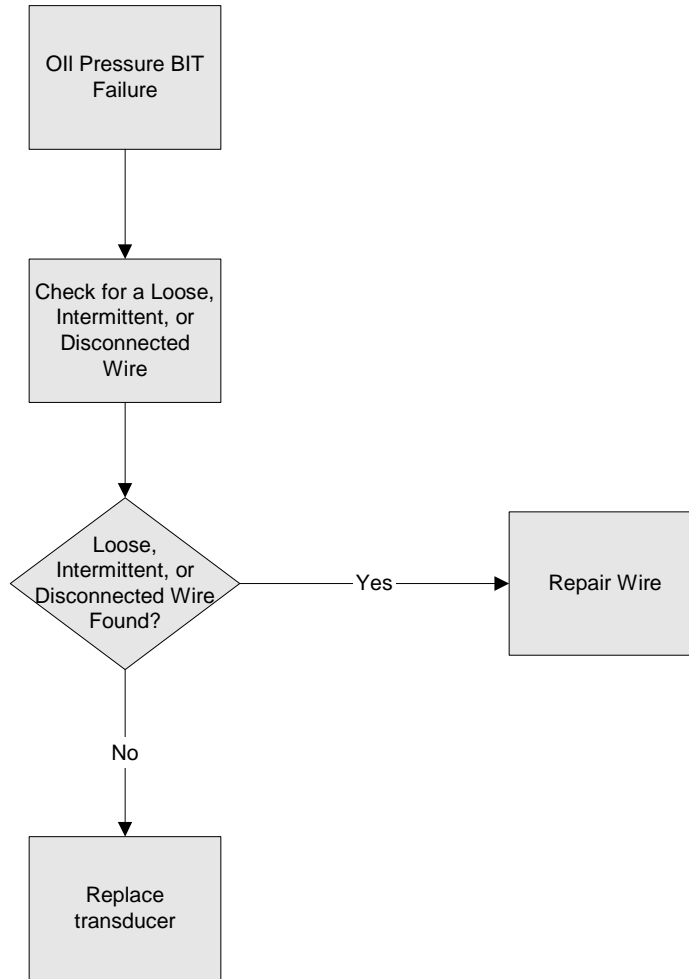 OIl Pressure BIT
Failure
Check for a Loose,
Intermittent, or
Disconnected
Wire
Loose,
Intermittent, or
Disconnected Wire
Found?
Yes
Repair Wire
No
Replace
transducer